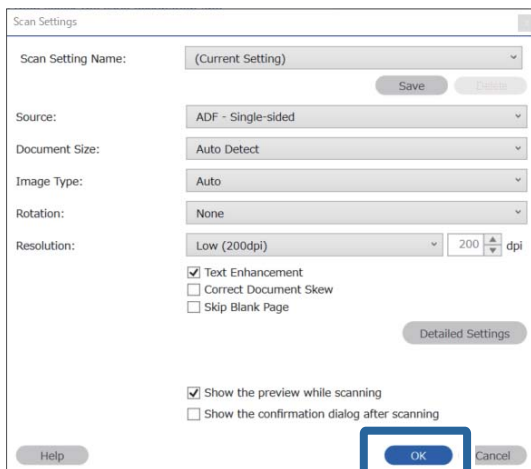 Scan Settings
Scan Setting Name: (Current Setting)
Save Delete
Source: ADF - Single-sided
Document Size: Auto Detect
Image Type: Auto
Rotation: None
Resolution: Low (200dpi) 200 dpi
Text Enhancement
Correct Document Skew
Skip Blank Page
Detailed Settings
Show the preview while scanning
Show the confirmation dialog after scanning
Help OK Cancel